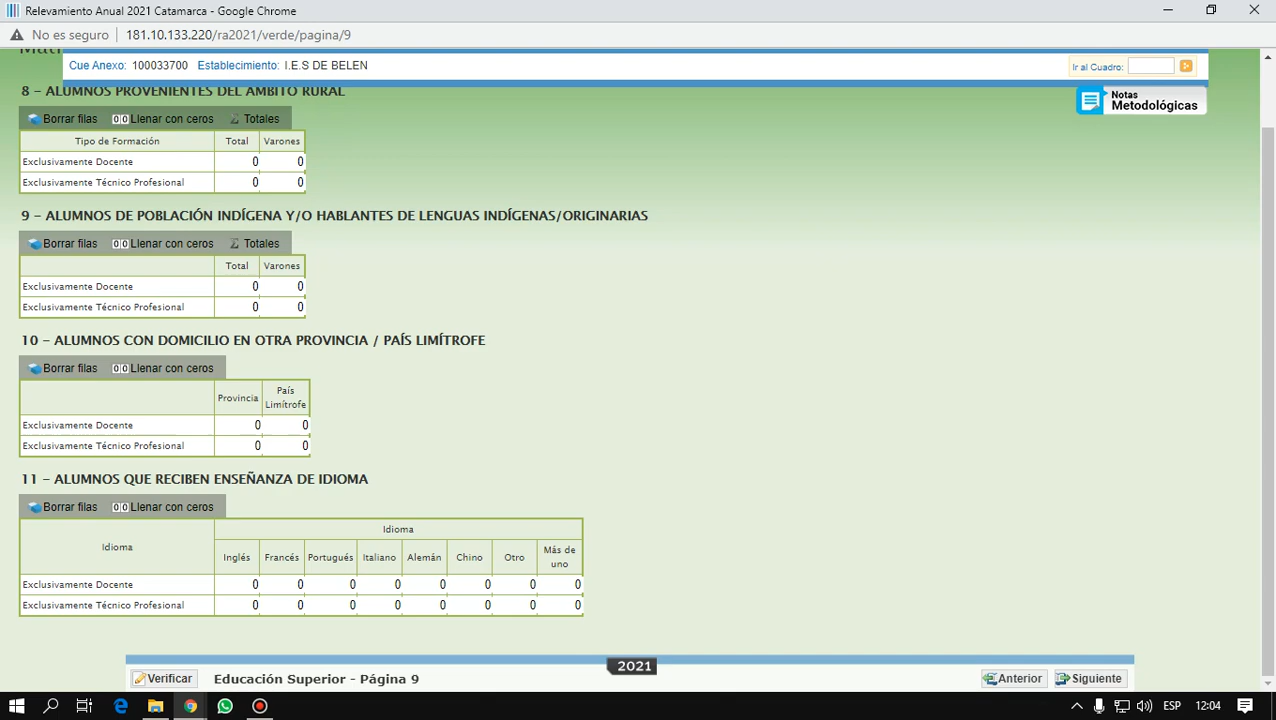 Relevamiento Anual 2021 Catamarca - Google Chrome
No es seguro 181.10.133.220/ra2021/verde/pagina/9
Cue Anexo: 100033700 Establecimiento: I.E.S DE BELEN
Ir al Cuadro:
Notas
Metodológicas
8 - ALUMNOS PROVENIENTES DEL AMBITO RURAL
Borrar filas 00 Llenar con ceros Σ Totales
Tipo de Formación Total Varones
Exclusivamente Docente 0 0
Exclusivamente Técnico Profesional 0 0
9 - ALUMNOS DE POBLACIÓN INDÍGENA Y/O HABLANTES DE LENGUAS INDÍGENAS/ORIGINARIAS
Borrar filas 00 Llenar con ceros Σ Totales
Total Varones
Exclusivamente Docente 0 0
Exclusivamente Técnico Profesional 0 0
10 - ALUMNOS CON DOMICILIO EN OTRA PROVINCIA / PAÍS LIMÍTROFE
Borrar filas 00 Llenar con ceros
Provincia País Limítrofe
Exclusivamente Docente 0 0
Exclusivamente Técnico Profesional 0 0
11 - ALUMNOS QUE RECIBEN ENSEÑANZA DE IDIOMA
Borrar filas 00 Llenar con ceros
Idioma Idioma
Inglés Francés Portugués Italiano Alemán Chino Otro Más de uno
Exclusivamente Docente 0 0 0 0 0 0 0 0
Exclusivamente Técnico Profesional 0 0 0 0 0 0 0 0
2021
Verificar Educación Superior - Página 9 Anterior Siguiente
ESP 12:04